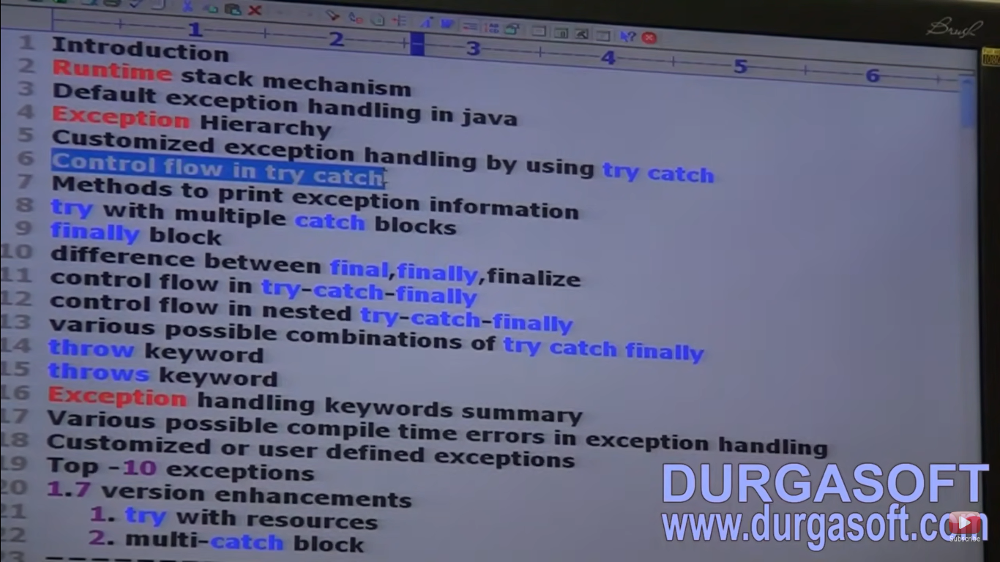 Brush
1 2 3 4 5 6
1 Introduction
2 Runtime stack mechanism
3 Default exception handling in java
4 Exception Hierarchy
5 Customized exception handling by using try catch
6 Control flow in try catch
7 Methods to print exception information
8 try with multiple catch blocks
9 finally block
10 difference between final,finally,finalize
11 control flow in try-catch-finally
12 control flow in nested try-catch-finally
13 various possible combinations of try catch finally
14 throw keyword
15 throws keyword
16 Exception handling keywords summary
17 Various possible compile time errors in exception handling
18 Customized or user defined exceptions
19 Top -10 exceptions
20 1.7 version enhancements
21 1. try with resources
22 2. multi-catch block
23 ---------
DURGASOFT
www.durgasoft.com
Subscribe